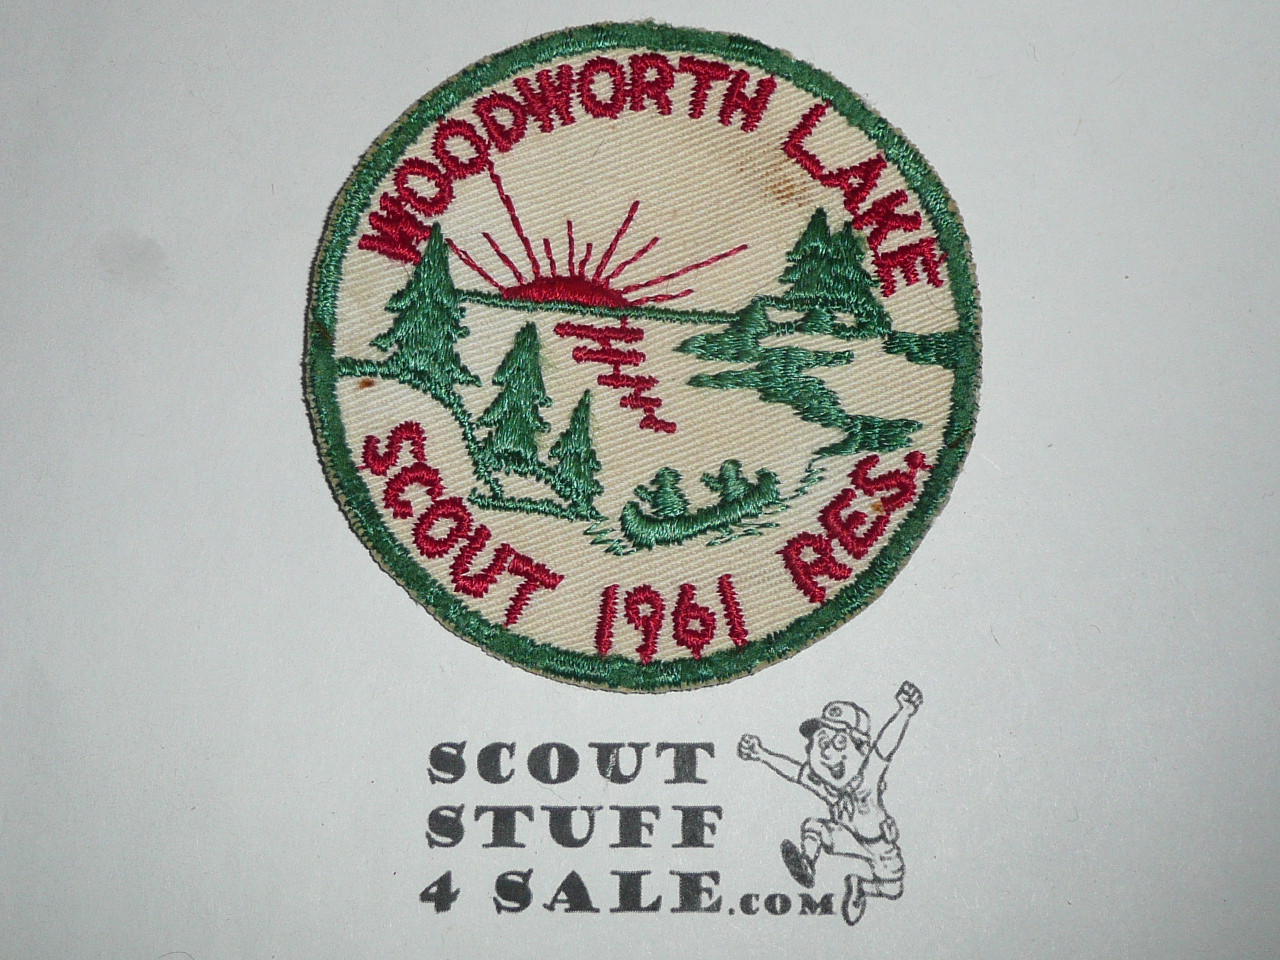 WOODWORTH LAKE
SCOUT 1961 RES.
SCOUT
STUFF
4 SALE.COM